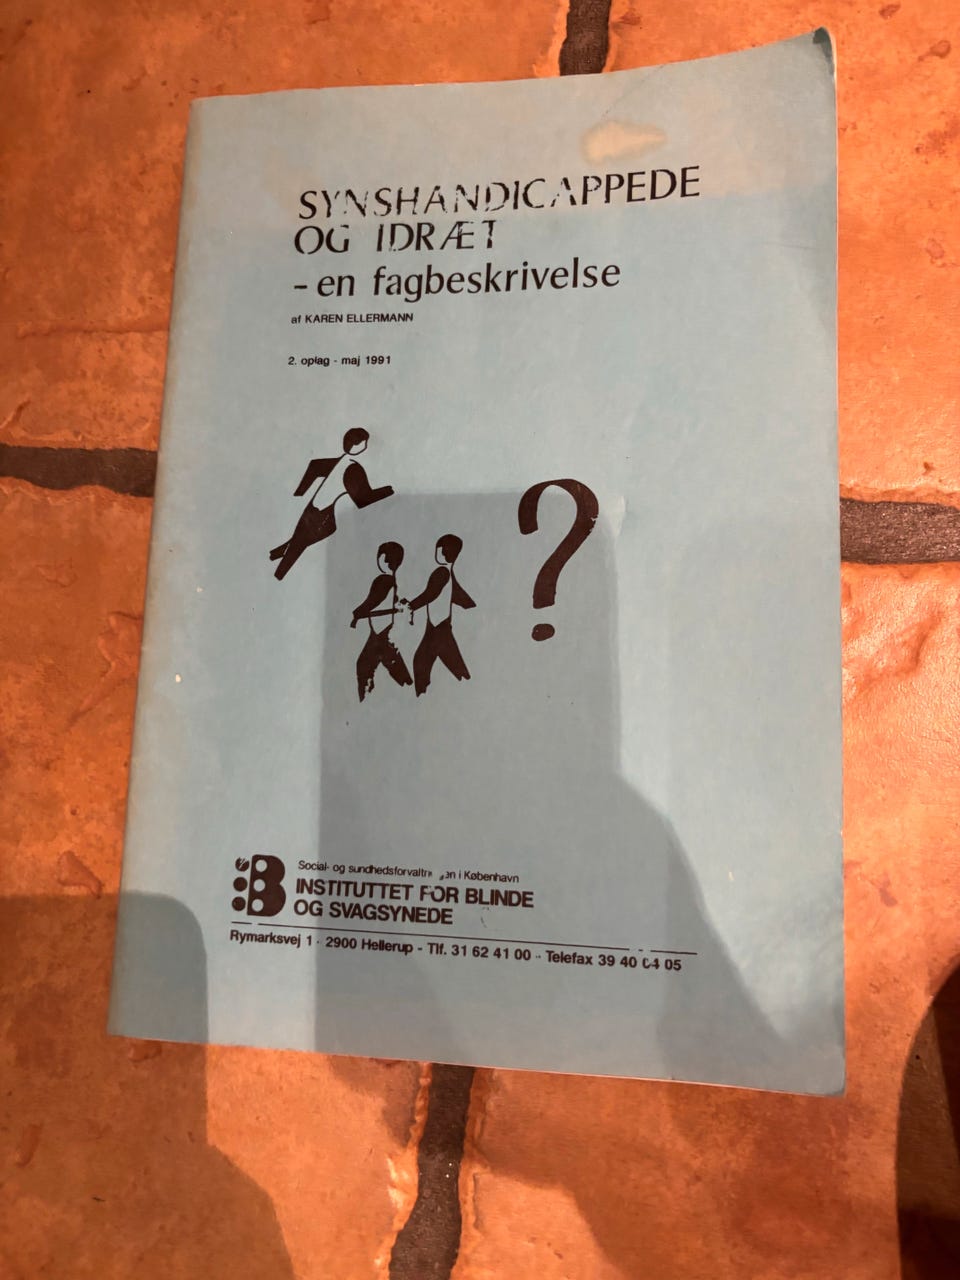 SYNSHANDICAPPEDE
OG IDRÆT
- en fagbeskrivelse
af KAREN ELLERMANN
2. oplag - maj 1991
?
Social- og sundhedsforvaltningen i København
INSTITUTTET FOR BLINDE
OG SVAGSYNEDE
Rymarksvej 1 · 2900 Hellerup - Tlf. 31 62 41 00 - Telefax 39 40 04 05